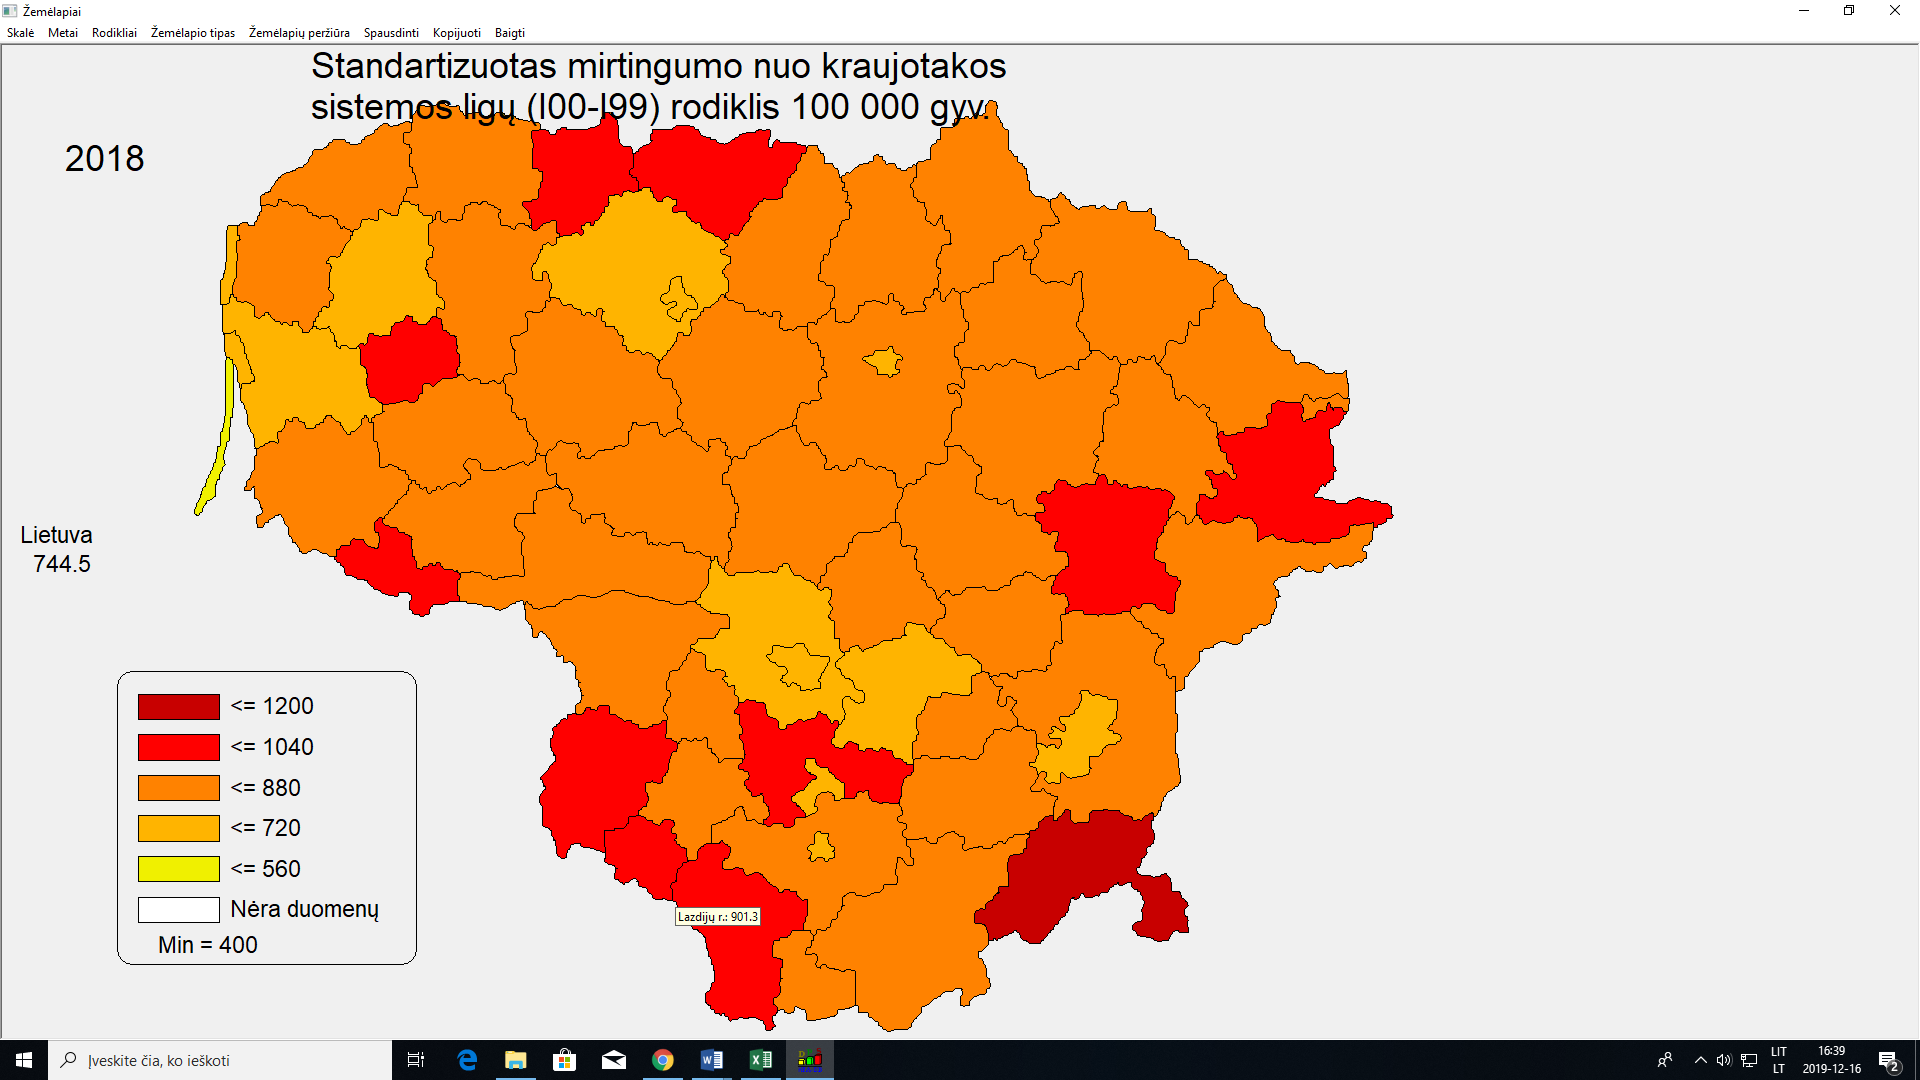 Žemėlapiai
Skalė Metai Rodikliai Žemėlapio tipas Žemėlapių peržiūra Spausdinti Kopijuoti Baigti
Standartizuotas mirtingumo nuo kraujotakos
sistemos ligų (I00-I99) rodiklis 100 000 gyv.
2018
Lietuva
744.5
<= 1200
<= 1040
<= 880
<= 720
<= 560
Nėra duomenų
Min = 400
Lazdijų r.: 901.3
Įveskite čia, ko ieškoti
LIT
LT
16:39
2019-12-16
2